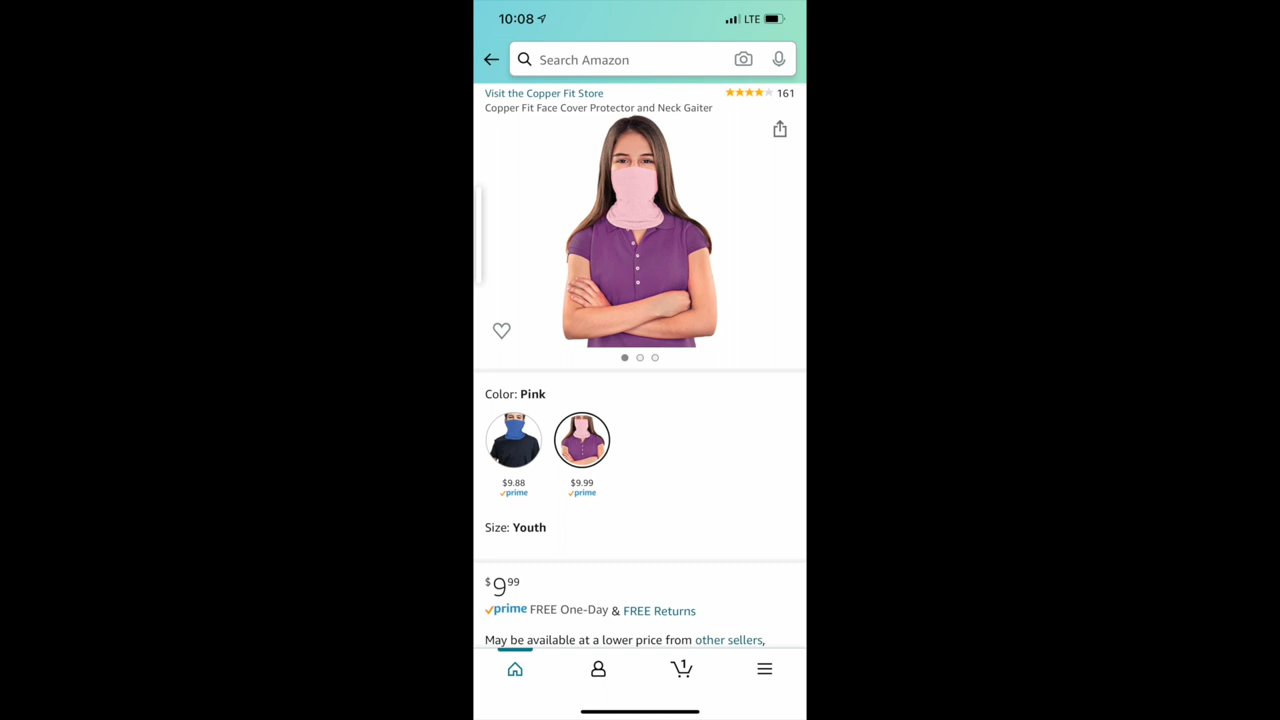 10:08 LTE
Search Amazon
Visit the Copper Fit Store 161
Copper Fit Face Cover Protector and Neck Gaiter
Color: Pink
$9.88 $9.99
prime prime
Size: Youth
$9.99
prime FREE One-Day & FREE Returns
May be available at a lower price from other sellers,
1